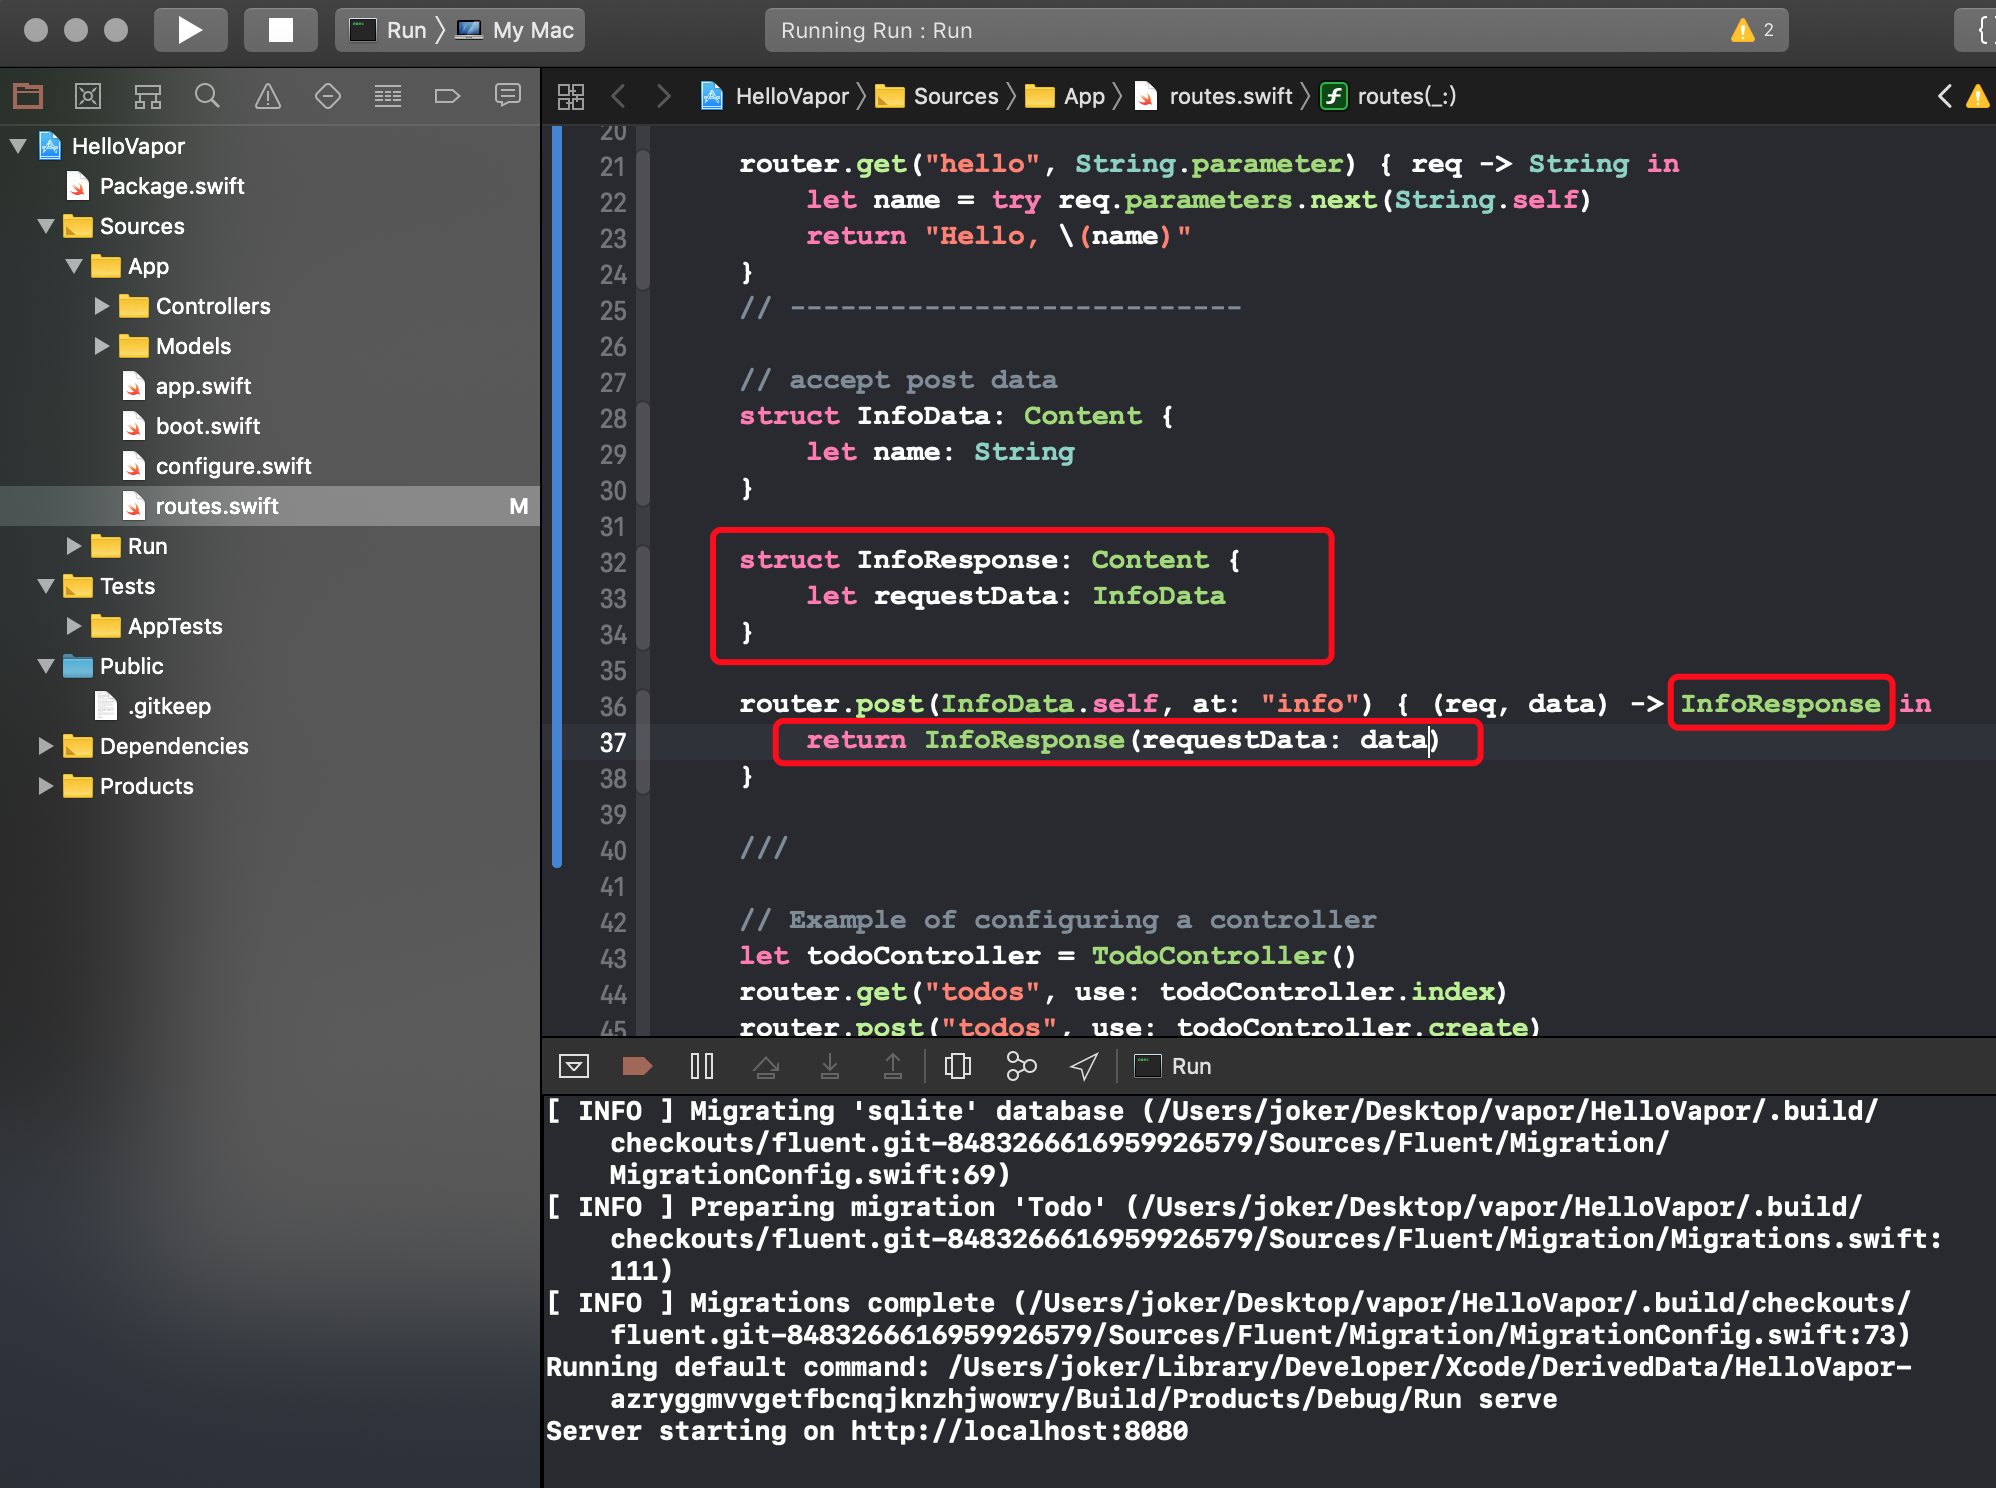 Run 〉 My Mac
Running Run : Run
2
{
HelloVapor 〉 Sources 〉 App 〉 routes.swift 〉 routes(_:)
HelloVapor
Package.swift
Sources
App
Controllers
Models
app.swift
boot.swift
configure.swift
routes.swift M
Run
Tests
AppTests
Public
.gitkeep
Dependencies
Products
20
21 router.get("hello", String.parameter) { req -> String in
22 let name = try req.parameters.next(String.self)
23 return "Hello, \(name)"
24 }
25 // ---------------------------
26
27 // accept post data
28 struct InfoData: Content {
29 let name: String
30 }
31
32 struct InfoResponse: Content {
33 let requestData: InfoData
34 }
35
36 router.post(InfoData.self, at: "info") { (req, data) -> InfoResponse in
37 return InfoResponse(requestData: data)
38 }
39
40 ///
41
42 // Example of configuring a controller
43 let todoController = TodoController()
44 router.get("todos", use: todoController.index)
45 router.post("todos", use: todoController.create)
Run
[ INFO ] Migrating 'sqlite' database (/Users/joker/Desktop/vapor/HelloVapor/.build/
checkouts/fluent.git-8483266616959926579/Sources/Fluent/Migration/
MigrationConfig.swift:69)
[ INFO ] Preparing migration 'Todo' (/Users/joker/Desktop/vapor/HelloVapor/.build/
checkouts/fluent.git-8483266616959926579/Sources/Fluent/Migration/Migrations.swift:
111)
[ INFO ] Migrations complete (/Users/joker/Desktop/vapor/HelloVapor/.build/checkouts/
fluent.git-8483266616959926579/Sources/Fluent/Migration/MigrationConfig.swift:73)
Running default command: /Users/joker/Library/Developer/Xcode/DerivedData/HelloVapor-
azryggmvvgetfbcnqjknzhjwowry/Build/Products/Debug/Run serve
Server starting on http://localhost:8080